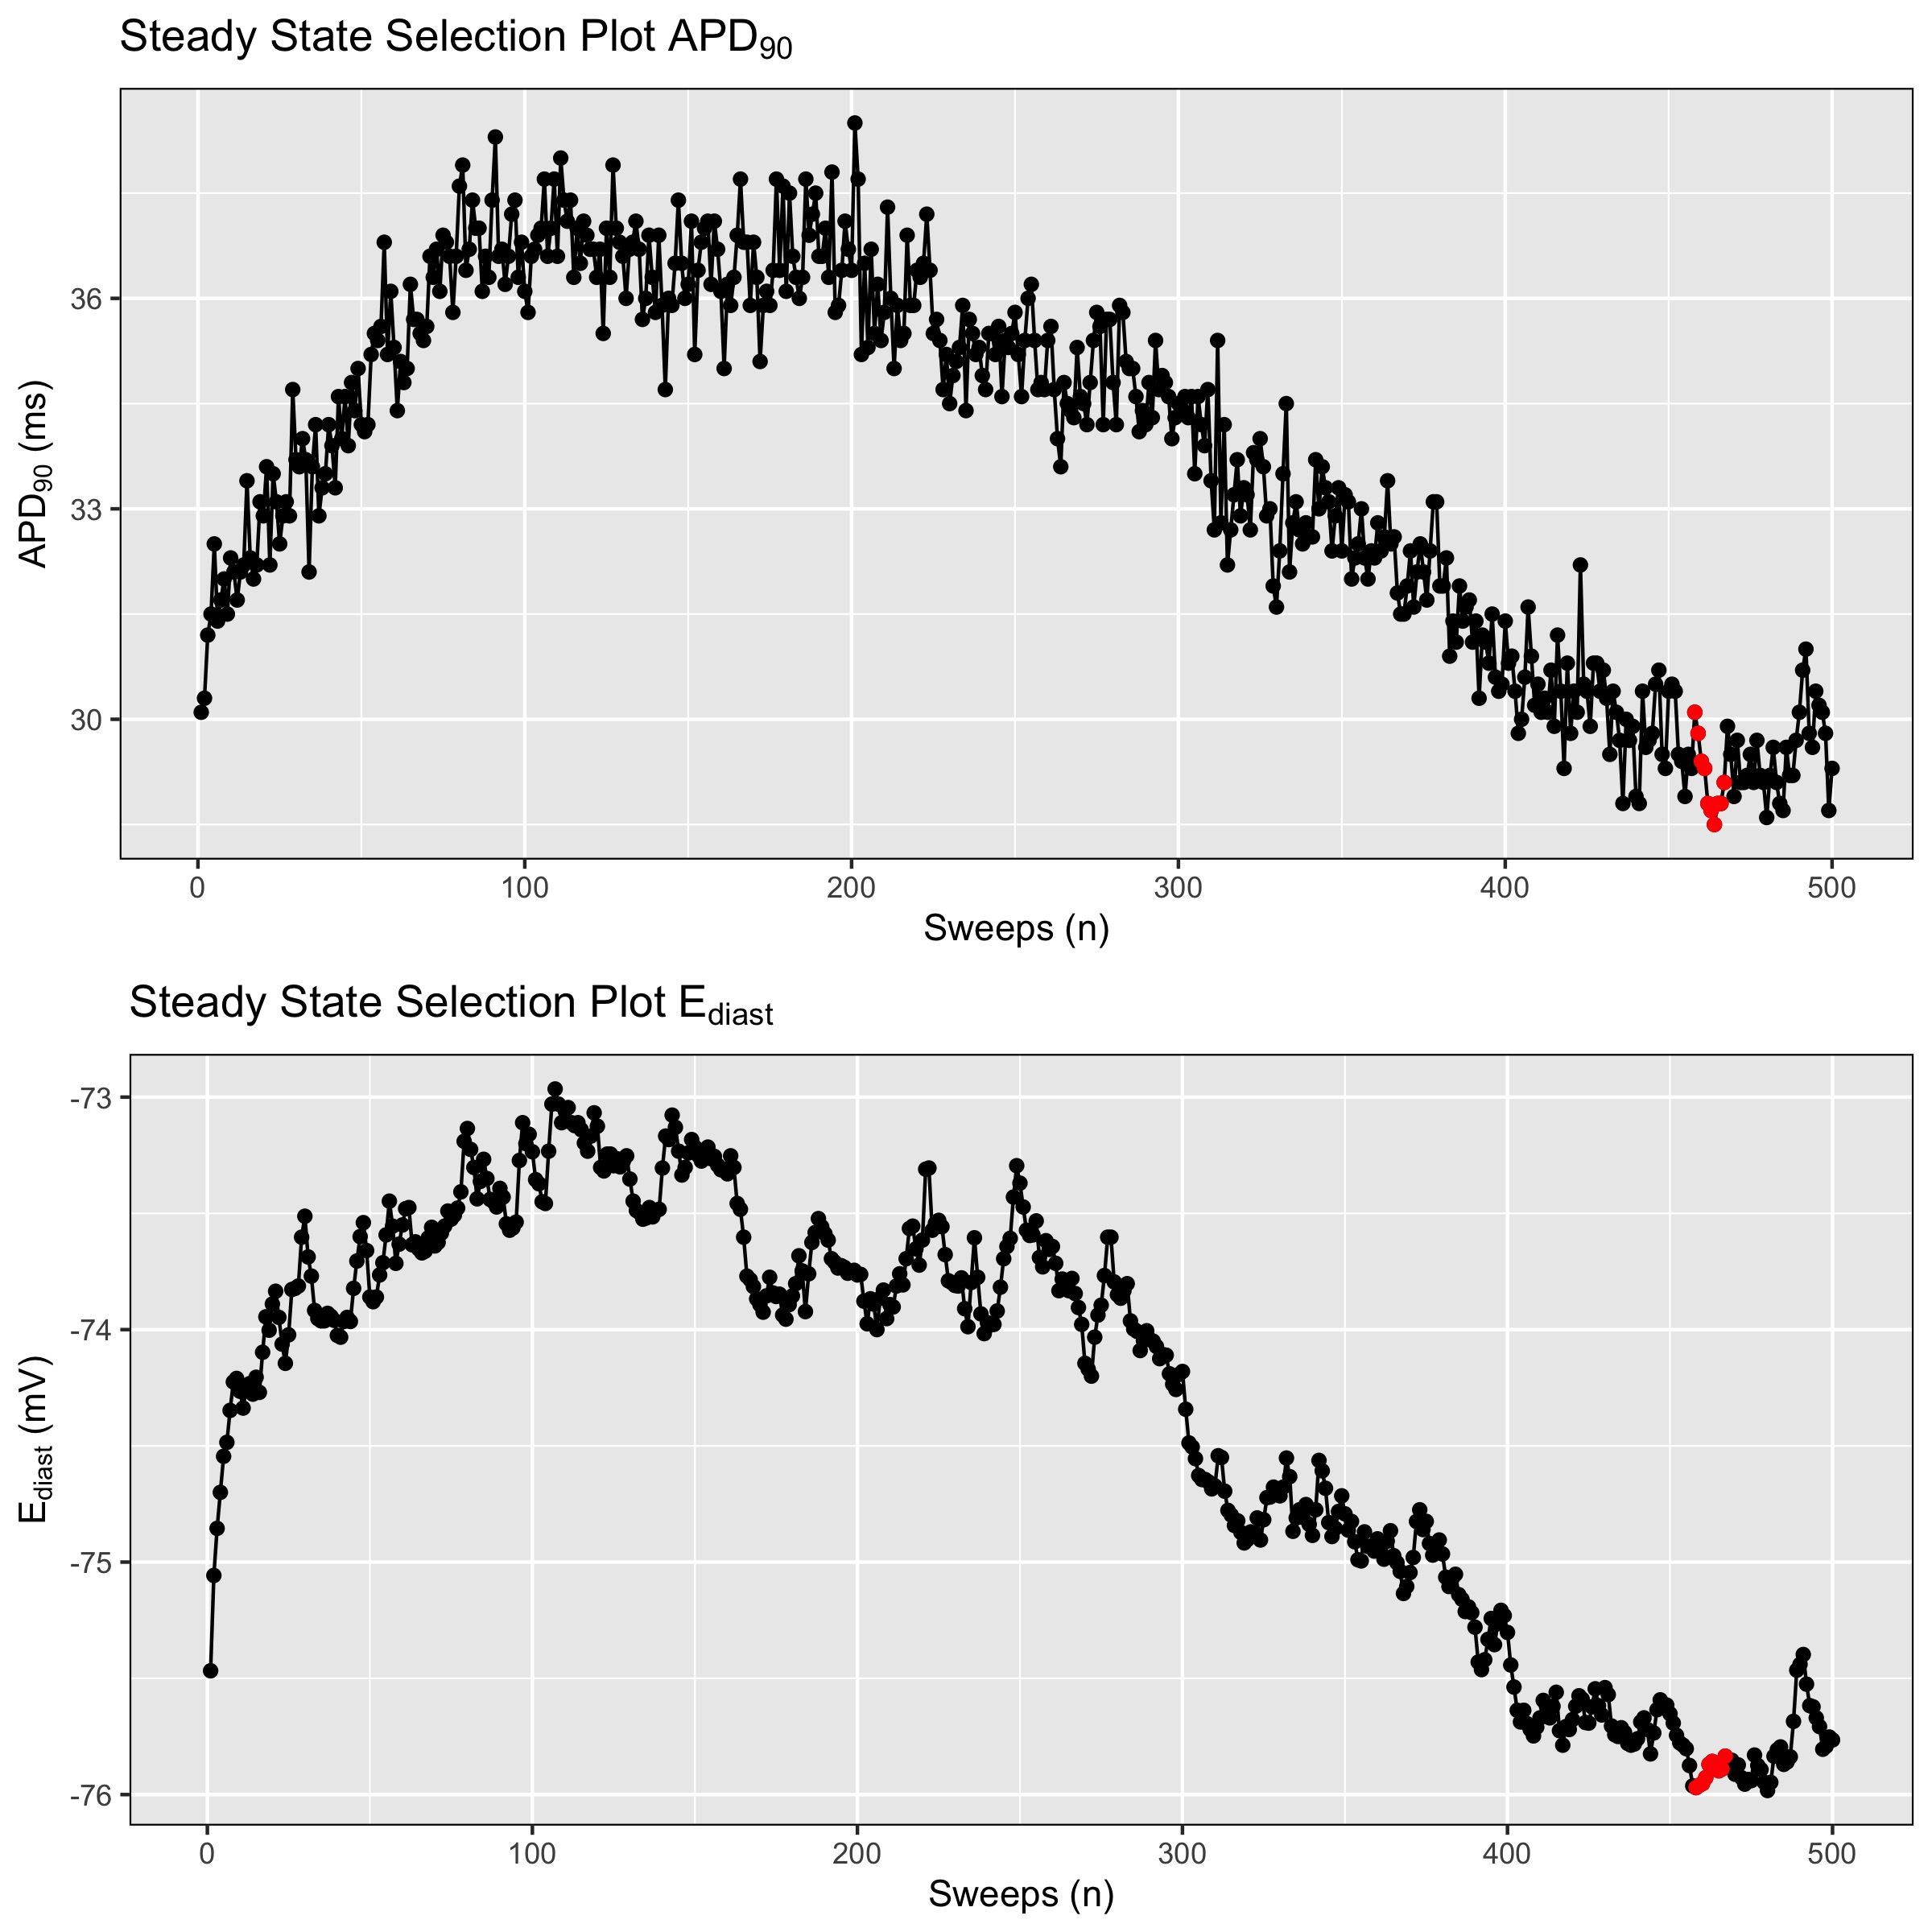 Steady State Selection Plot APD90
APD90 (ms)
36
33
30
0 100 200 300 400 500
Sweeps (n)
Steady State Selection Plot Ediast
Ediast (mV)
-73
-74
-75
-76
0 100 200 300 400 500
Sweeps (n)